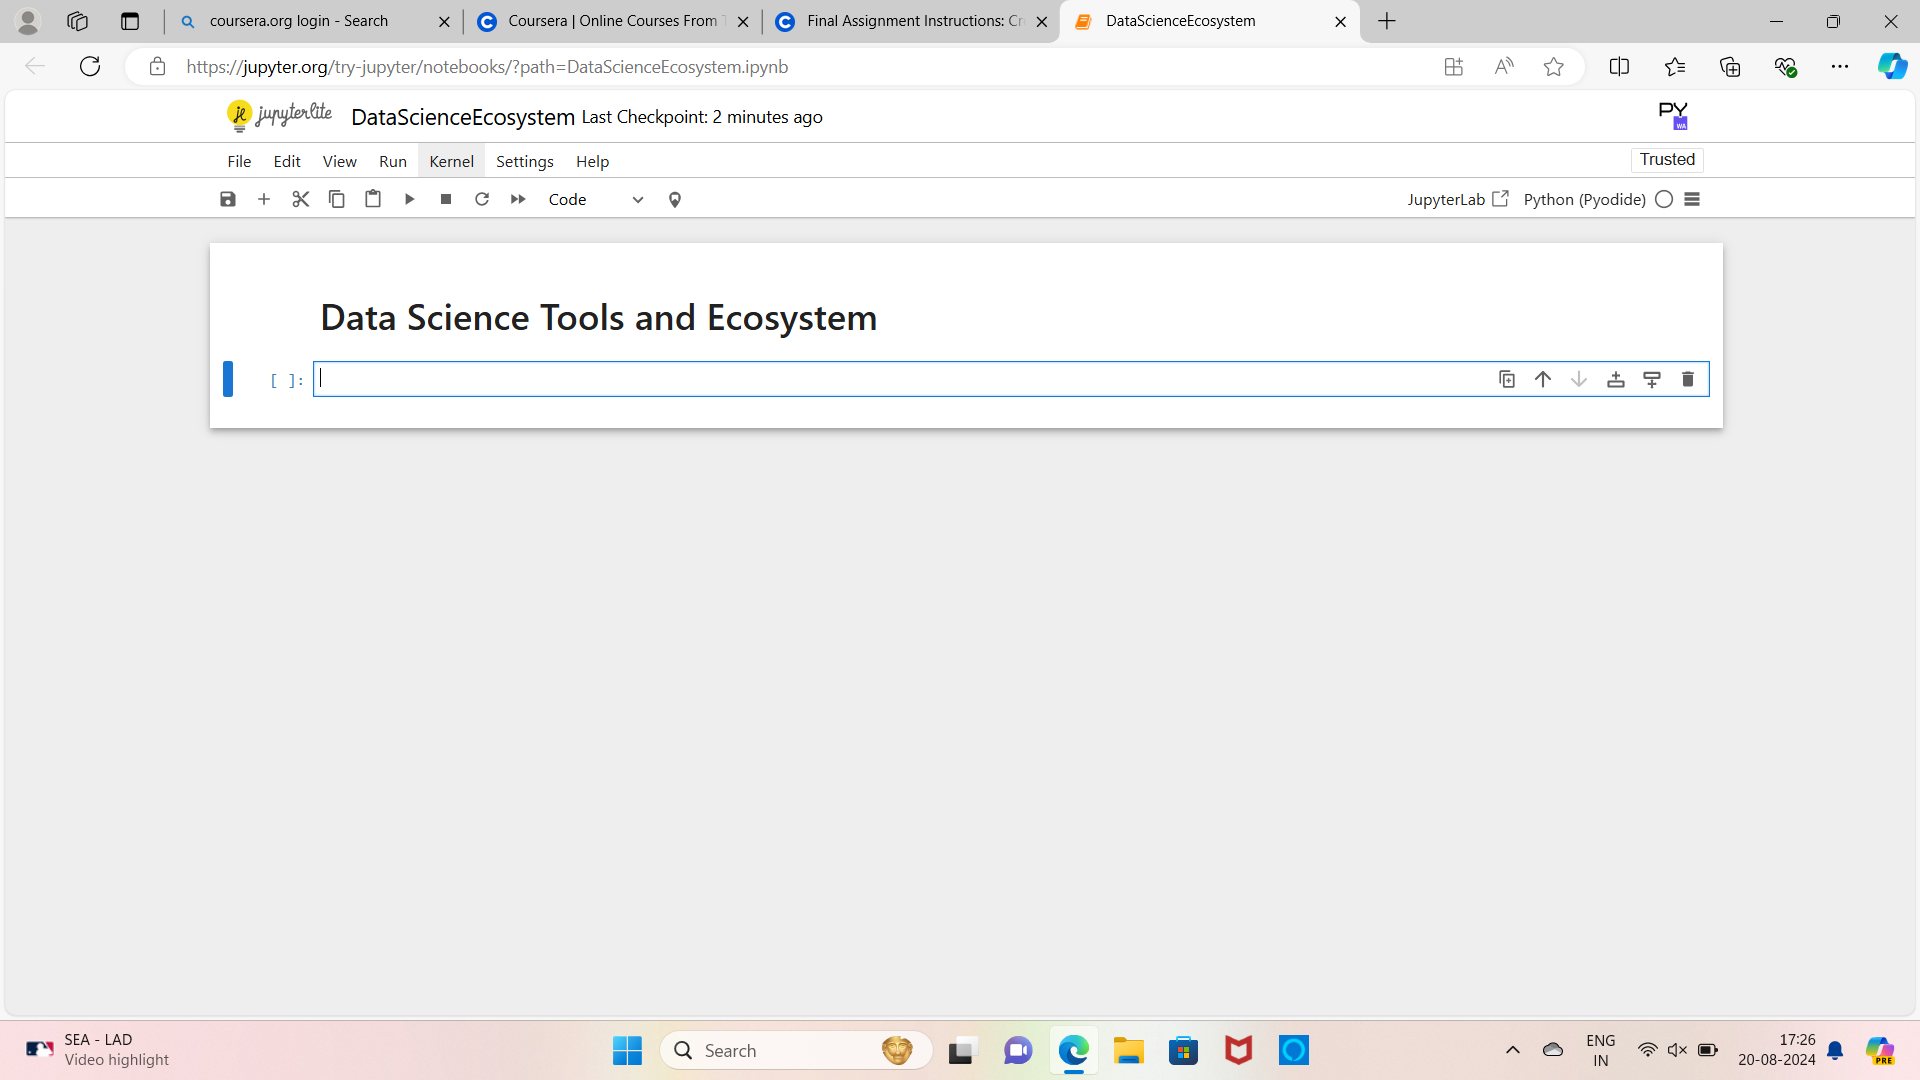 coursera.org login - Search
Coursera | Online Courses From T
Final Assignment Instructions: Cr
DataScienceEcosystem
https://jupyter.org/try-jupyter/notebooks/?path=DataScienceEcosystem.ipynb
jupyterlite DataScienceEcosystem Last Checkpoint: 2 minutes ago
PY
WA
File Edit View Run Kernel Settings Help
Trusted
Code
JupyterLab Python (Pyodide)
Data Science Tools and Ecosystem
[ ]:
SEA - LAD
Video highlight
Search
ENG
IN
17:26
20-08-2024
PRE